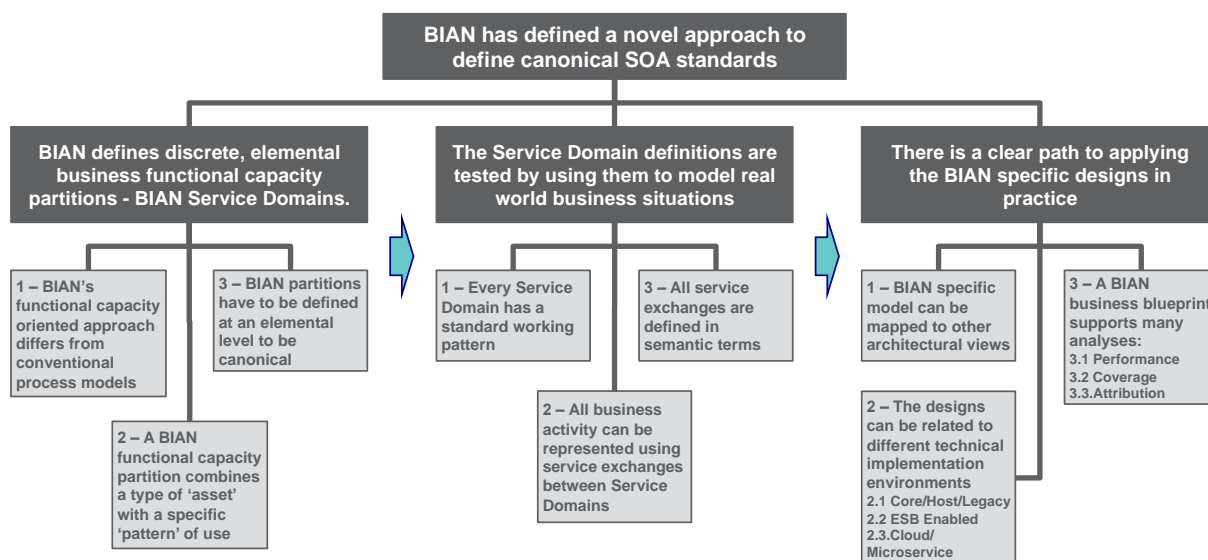 BIAN has defined a novel approach to
define canonical SOA standards
BIAN defines discrete, elemental
business functional capacity
partitions - BIAN Service Domains.
1 – BIAN's
functional capacity
oriented approach
differs from
conventional
process models
3 – BIAN partitions
have to be defined
at an elemental
level to be
canonical
2 – A BIAN
functional capacity
partition combines
a type of 'asset'
with a specific
'pattern' of use
The Service Domain definitions are
tested by using them to model real
world business situations
1 – Every Service
Domain has a
standard working
pattern
3 – All service
exchanges are
defined in
semantic terms
2 – All business
activity can be
represented using
service exchanges
between Service
Domains
There is a clear path to applying
the BIAN specific designs in
practice
1 – BIAN specific
model can be
mapped to other
architectural views
3 – A BIAN
business blueprint
supports many
analyses:
3.1 Performance
3.2 Coverage
3.3.Attribution
2 – The designs
can be related to
different technical
implementation
environments
2.1 Core/Host/Legacy
2.2 ESB Enabled
2.3.Cloud/
Microservice